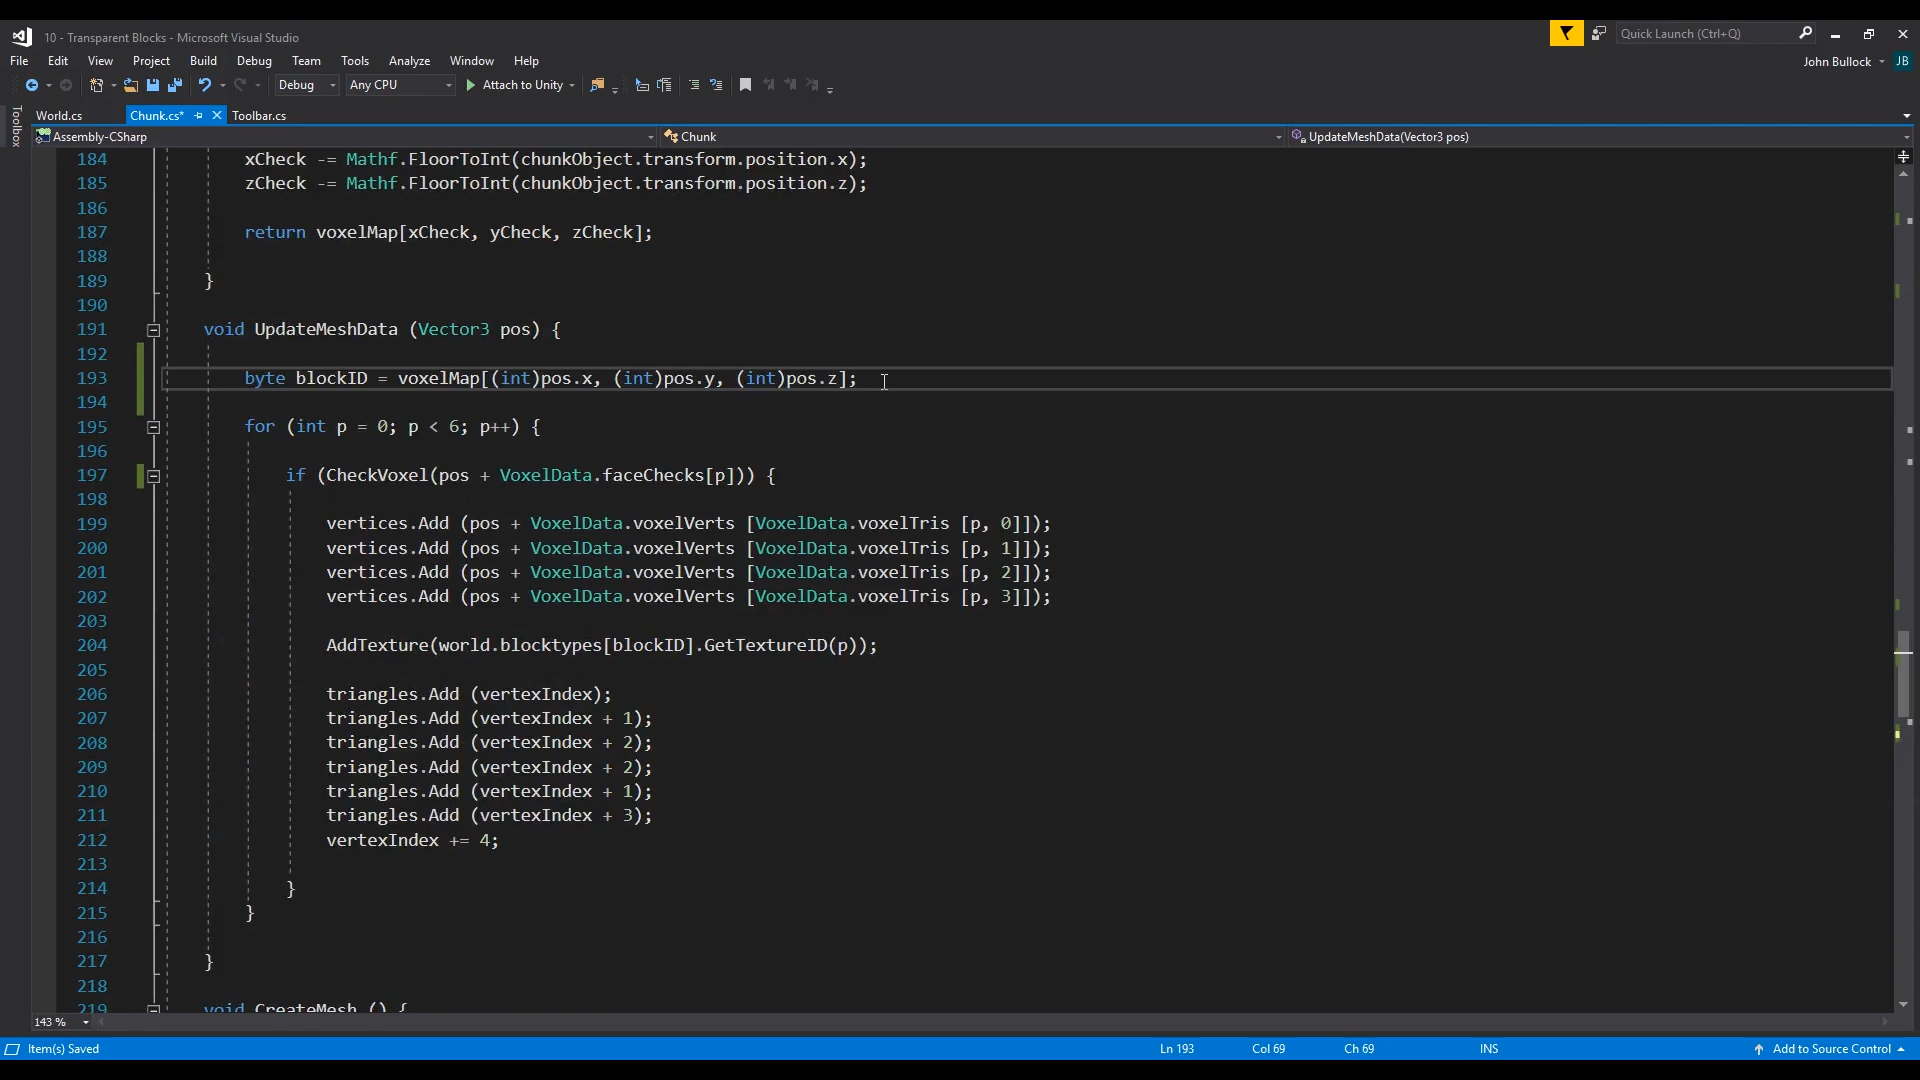 10 - Transparent Blocks - Microsoft Visual Studio
Quick Launch (Ctrl+Q)
File Edit View Project Build Debug Team Tools Analyze Window Help
John Bullock JB
Debug Any CPU Attach to Unity
Toolbox
World.cs Chunk.cs* Toolbar.cs
Assembly-CSharp Chunk UpdateMeshData(Vector3 pos)
184 xCheck -= Mathf.FloorToInt(chunkObject.transform.position.x);
185 zCheck -= Mathf.FloorToInt(chunkObject.transform.position.z);
186
187 return voxelMap[xCheck, yCheck, zCheck];
188
189 }
190
191 void UpdateMeshData (Vector3 pos) {
192
193 byte blockID = voxelMap[(int)pos.x, (int)pos.y, (int)pos.z];
194
195 for (int p = 0; p < 6; p++) {
196
197 if (CheckVoxel(pos + VoxelData.faceChecks[p])) {
198
199 vertices.Add (pos + VoxelData.voxelVerts [VoxelData.voxelTris [p, 0]]);
200 vertices.Add (pos + VoxelData.voxelVerts [VoxelData.voxelTris [p, 1]]);
201 vertices.Add (pos + VoxelData.voxelVerts [VoxelData.voxelTris [p, 2]]);
202 vertices.Add (pos + VoxelData.voxelVerts [VoxelData.voxelTris [p, 3]]);
203
204 AddTexture(world.blocktypes[blockID].GetTextureID(p));
205
206 triangles.Add (vertexIndex);
207 triangles.Add (vertexIndex + 1);
208 triangles.Add (vertexIndex + 2);
209 triangles.Add (vertexIndex + 2);
210 triangles.Add (vertexIndex + 1);
211 triangles.Add (vertexIndex + 3);
212 vertexIndex += 4;
213
214 }
215 }
216
217 }
218
219 void CreateMesh () {
143 %
Item(s) Saved Ln 193 Col 69 Ch 69 INS Add to Source Control